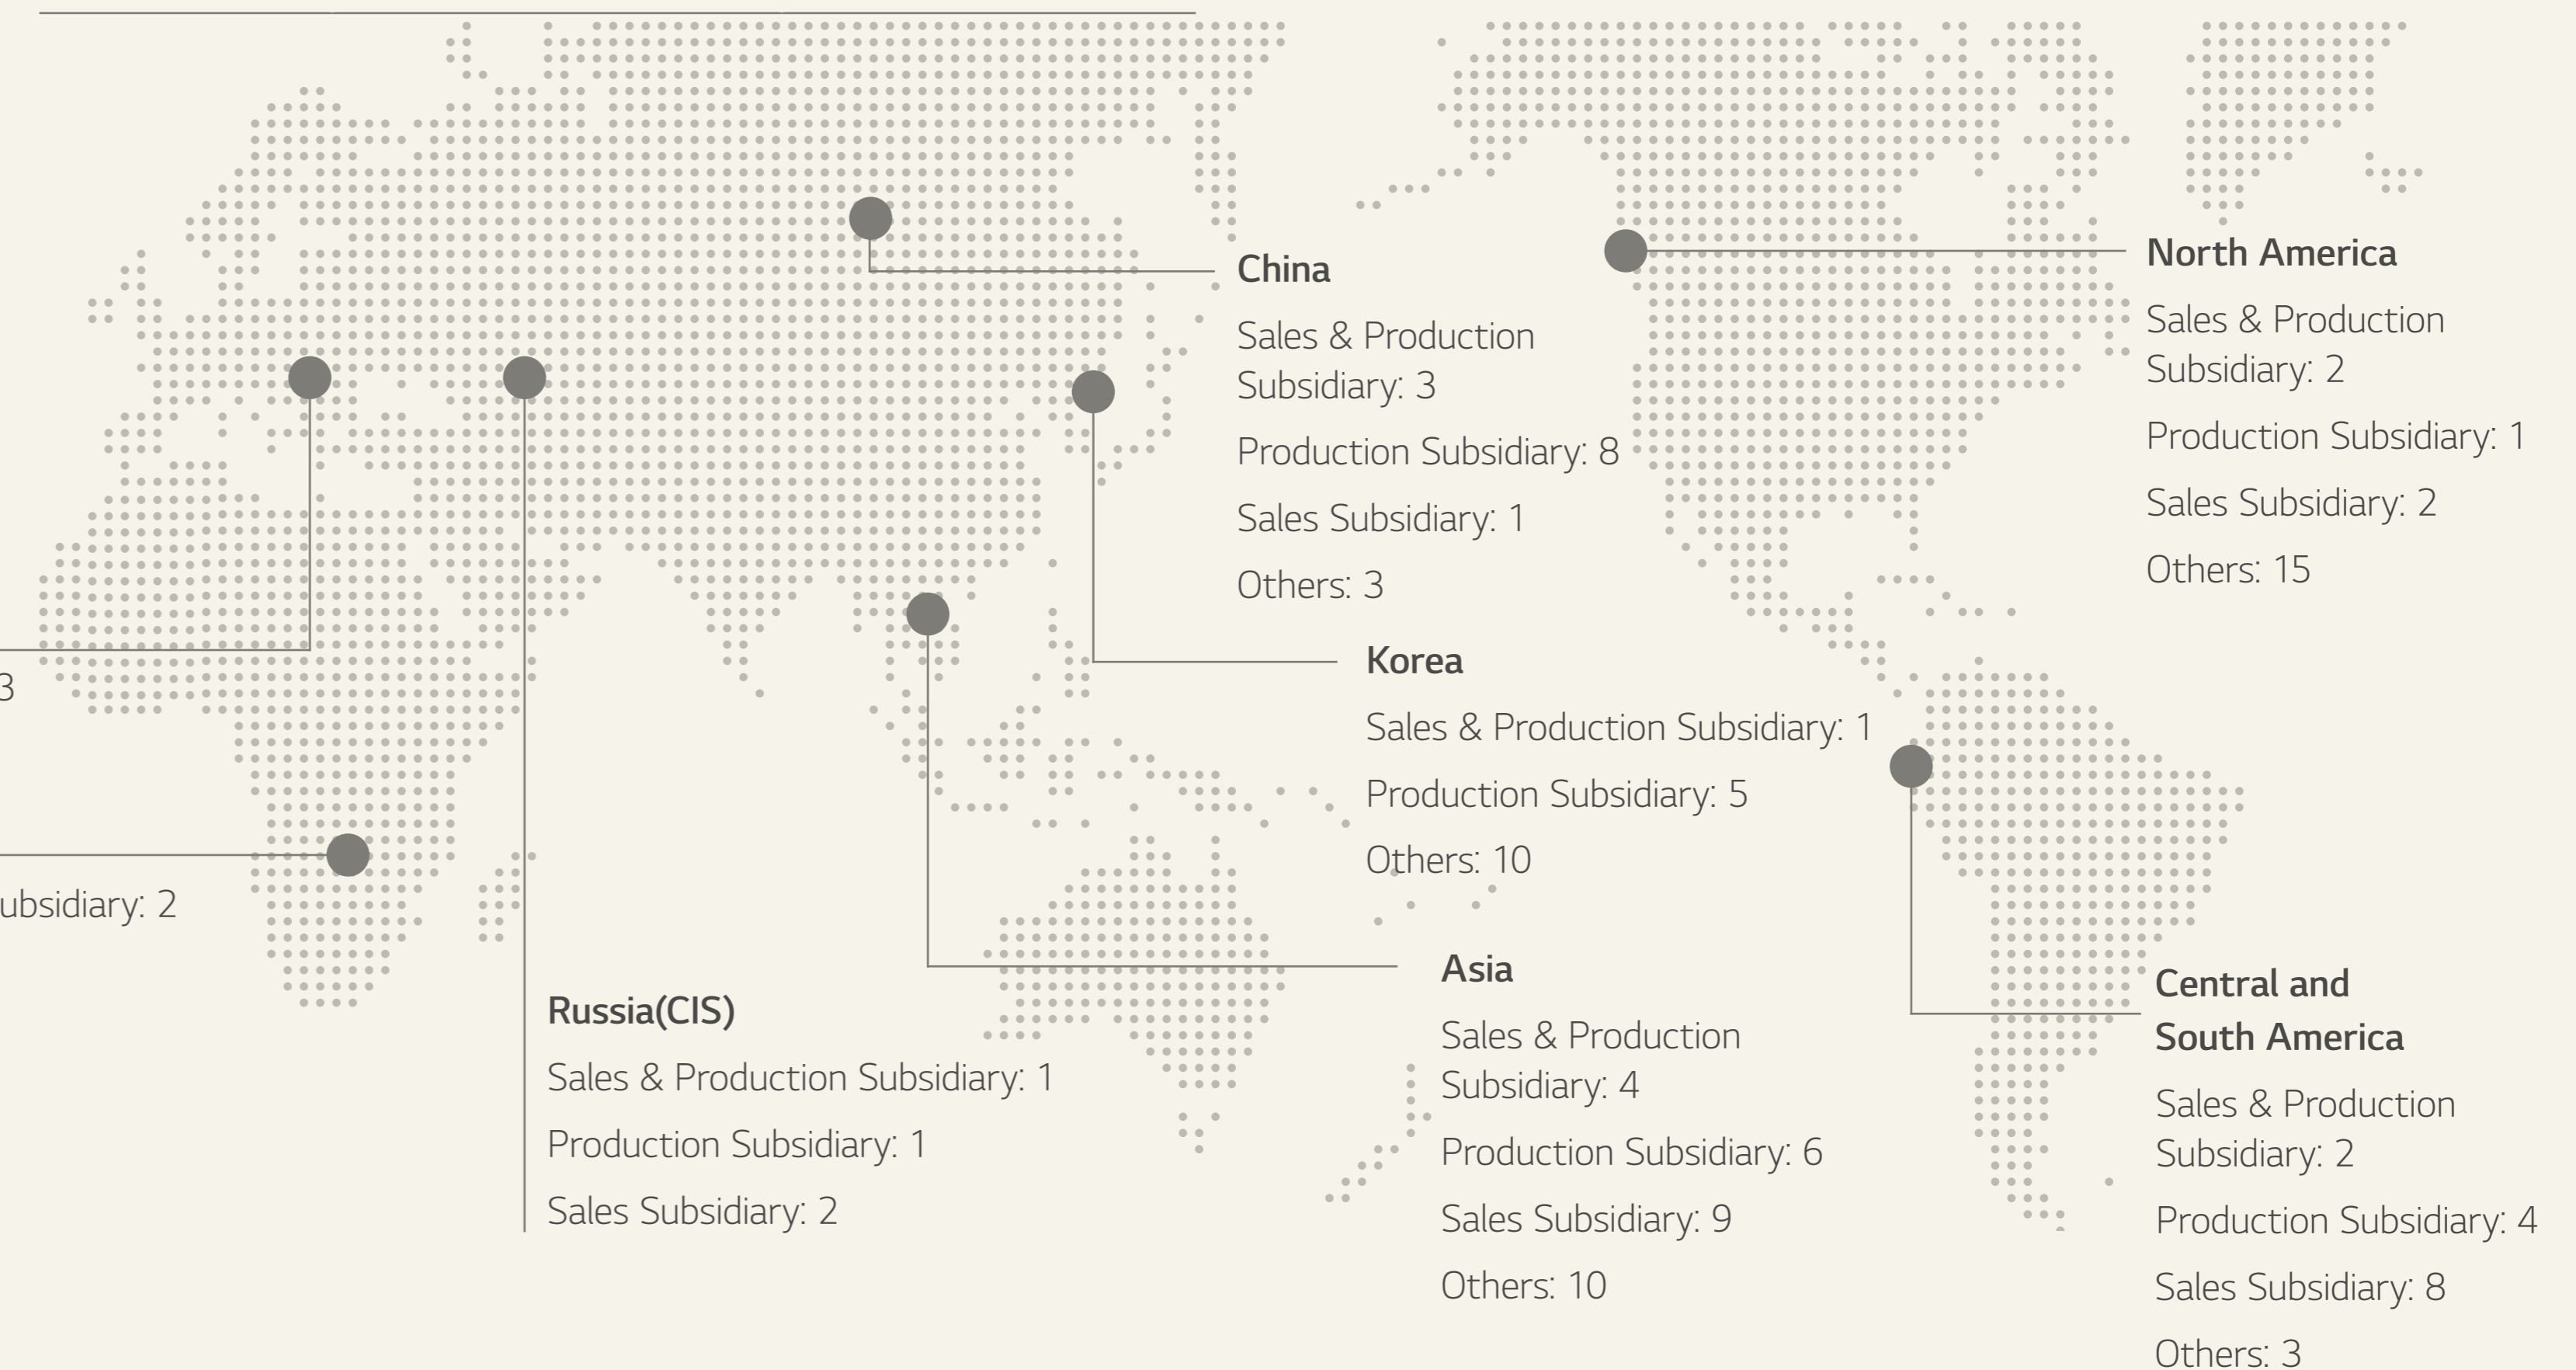 China
Sales & Production
Subsidiary: 3
Production Subsidiary: 8
Sales Subsidiary: 1
Others: 3
North America
Sales & Production
Subsidiary: 2
Production Subsidiary: 1
Sales Subsidiary: 2
Others: 15
Korea
Sales & Production Subsidiary: 1
Production Subsidiary: 5
Others: 10
3
ubsidiary: 2
Russia(CIS)
Sales & Production Subsidiary: 1
Production Subsidiary: 1
Sales Subsidiary: 2
Asia
Sales & Production
Subsidiary: 4
Production Subsidiary: 6
Sales Subsidiary: 9
Others: 10
Central and
South America
Sales & Production
Subsidiary: 2
Production Subsidiary: 4
Sales Subsidiary: 8
Others: 3